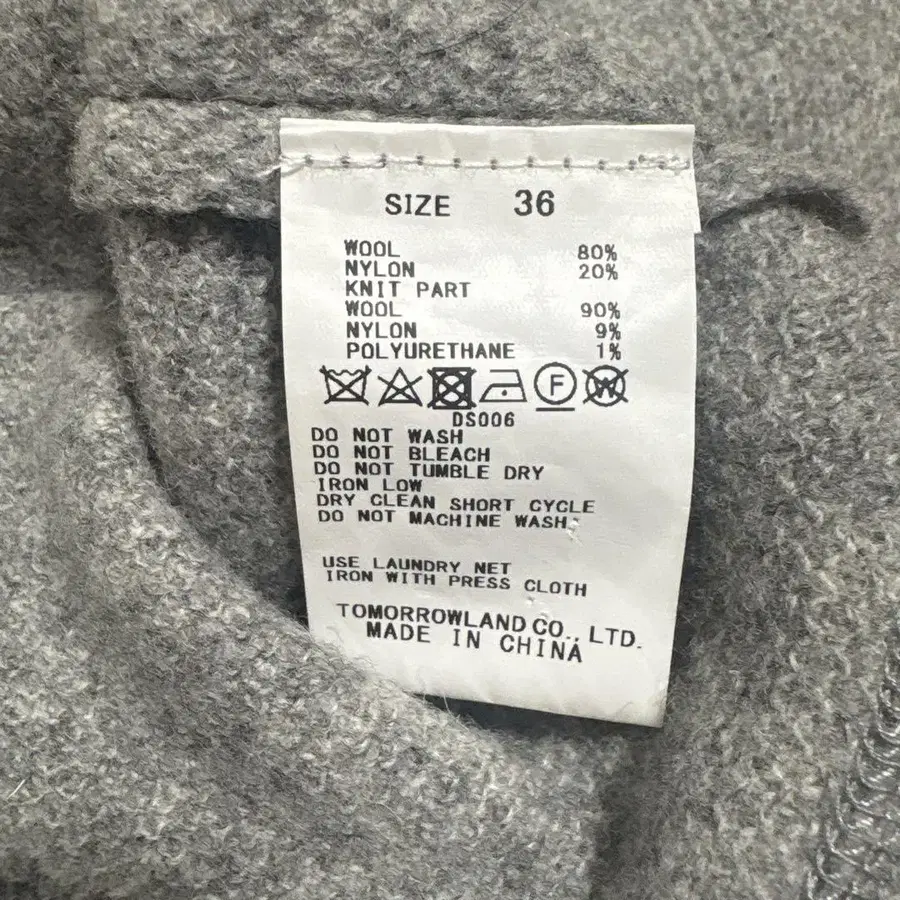 SIZE 36
WOOL 80%
NYLON 20%
KNIT PART
WOOL 90%
NYLON 9%
POLYURETHANE 1%
F W
DS006
DO NOT WASH
DO NOT BLEACH
DO NOT TUMBLE DRY
IRON LOW
DRY CLEAN SHORT CYCLE
DO NOT MACHINE WASH
USE LAUNDRY NET
IRON WITH PRESS CLOTH
TOMORROWLAND CO., LTD.
MADE IN CHINA